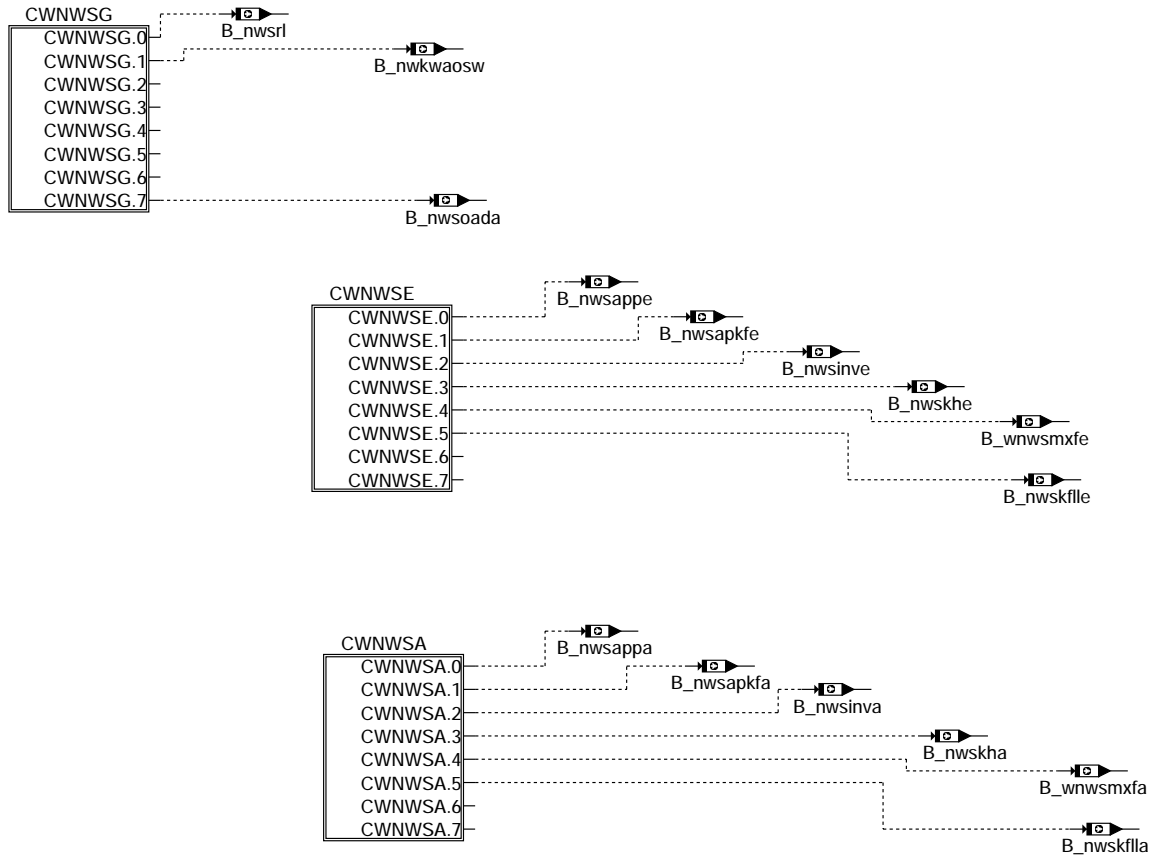 CWNWSG
CWNWSG.0
B_nwsrl
CWNWSG.1
B_nwkwaosw
CWNWSG.2
CWNWSG.3
CWNWSG.4
CWNWSG.5
CWNWSG.6
CWNWSG.7
B_nwsoada
CWNWSE
B_nwsappe
CWNWSE.0
B_nwsapkfe
CWNWSE.1
CWNWSE.2
B_nwsinve
CWNWSE.3
B_nwskhe
CWNWSE.4
B_wnwsmxfe
CWNWSE.5
CWNWSE.6
CWNWSE.7
B_nwskflle
CWNWSA
B_nwsappa
CWNWSA.0
B_nwsapkfa
CWNWSA.1
B_nwsinva
CWNWSA.2
CWNWSA.3
B_nwskha
CWNWSA.4
B_wnwsmxfa
CWNWSA.5
CWNWSA.6
CWNWSA.7
B_nwskflla